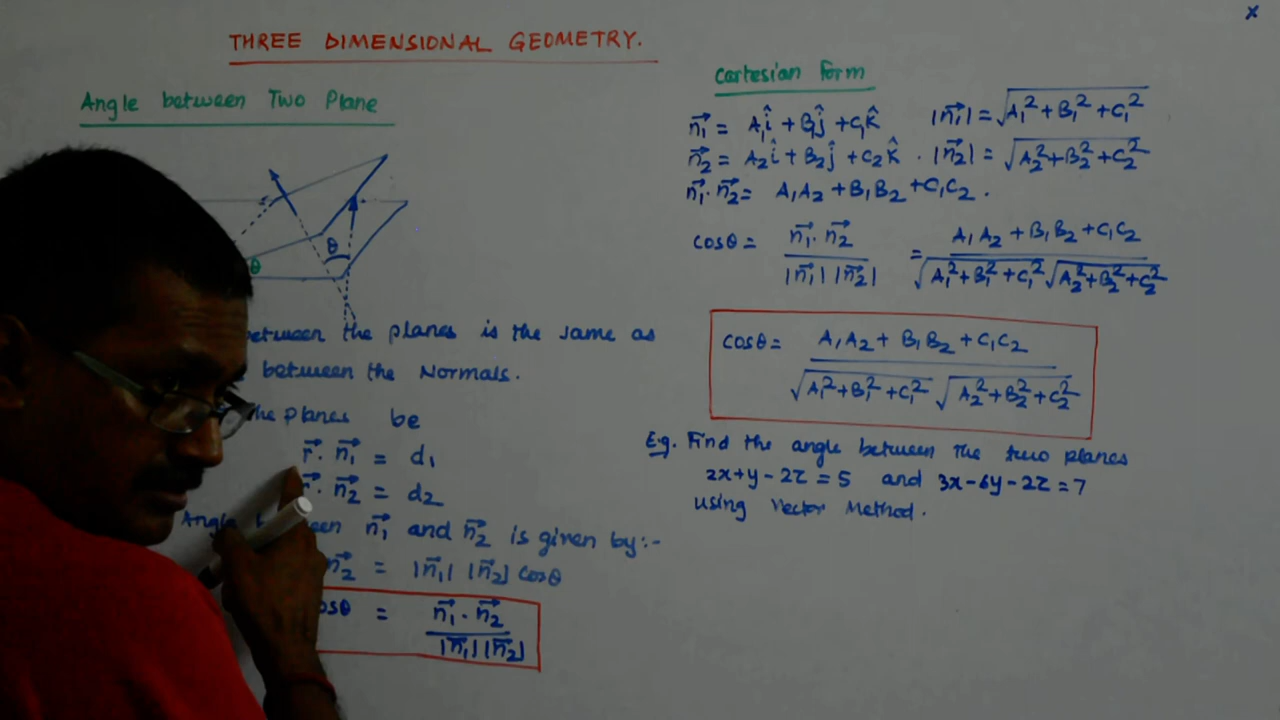 x
THREE DIMENSIONAL GEOMETRY.
Angle between Two Plane
θ
θ
between the planes is the same as
between the Normals.
the planes be
r⃗. n⃗₁ = d₁
r⃗. n⃗₂ = d₂
Angle between n⃗₁ and n⃗₂ is given by:-
n⃗₂ = |n⃗₁| |n⃗₂| cosθ
cosθ = n⃗₁ . n⃗₂ / |n⃗₁| |n⃗₂|
Cartesian Form
n⃗₁ = A₁î + B₁ĵ + C₁k̂ |n⃗₁| = √(A₁² + B₁² + C₁²)
n⃗₂ = A₂î + B₂ĵ + C₂k̂ . |n⃗₂| = √(A₂² + B₂² + C₂²)
n⃗₁. n⃗₂ = A₁A₂ + B₁B₂ + C₁C₂ .
cosθ = n⃗₁. n⃗₂ / |n⃗₁| |n⃗₂| = A₁A₂ + B₁B₂ + C₁C₂ / √(A₁² + B₁² + C₁²) √(A₂² + B₂² + C₂²)
cosθ = A₁A₂ + B₁B₂ + C₁C₂ / √(A₁² + B₁² + C₁²) √(A₂² + B₂² + C₂²)
E.g. Find the angle between the two planes
2x+y-2z = 5 and 3x-6y-2z = 7
using Vector Method.